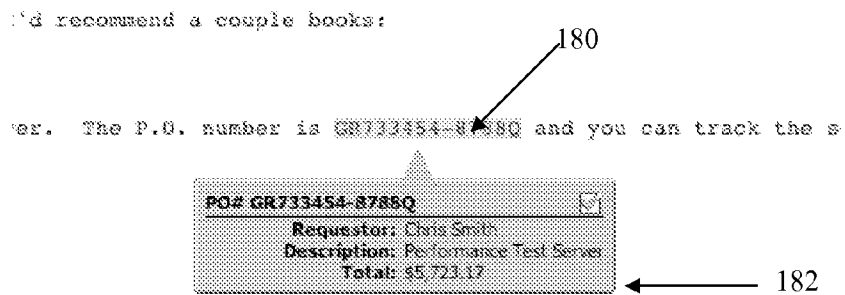 I'd recommend a couple books:
180
er. The P.O. number is GR733454-8788Q and you can track the s
PO# GR733454-8788Q
Requestor: Chris Smith
Description: Performance Test Server
Total: $5,723.17
182